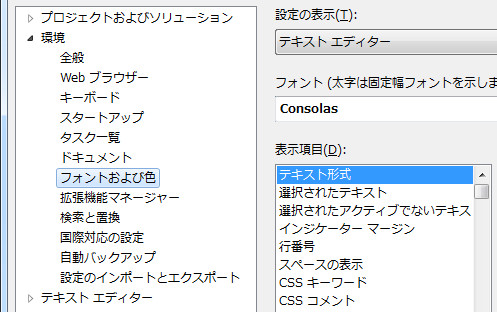 プロジェクトおよびソリューション
環境
全般
Web ブラウザー
キーボード
スタートアップ
タスク一覧
ドキュメント
フォントおよび色
拡張機能マネージャー
検索と置換
国際対応の設定
自動バックアップ
設定のインポートとエクスポート
テキスト エディター
設定の表示(T):
テキスト エディター
フォント (太字は固定幅フォントを示しま
Consolas
表示項目(D):
テキスト形式
選択されたテキスト
選択されたアクティブでないテキス
インジケーター マージン
行番号
スペースの表示
CSS キーワード
CSS コメント